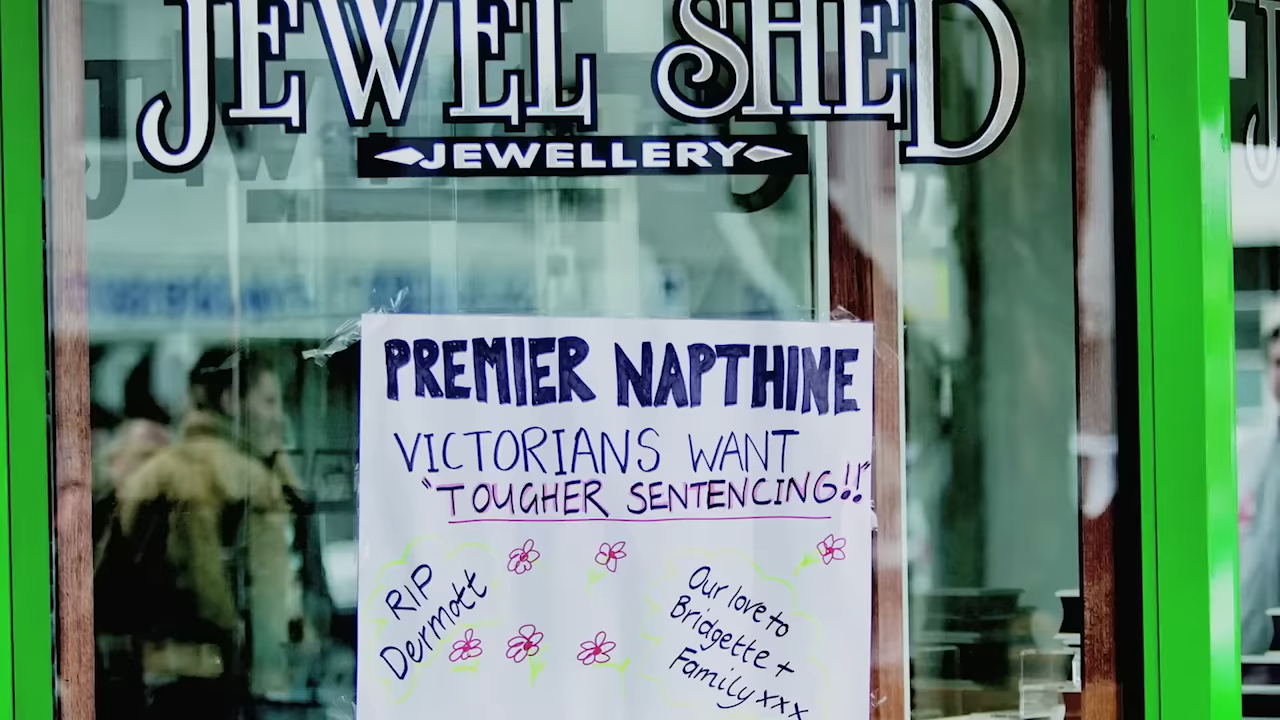 JEWEL SHED
JEWELLERY
PREMIER NAPTHINE
VICTORIANS WANT
"TOUGHER SENTENCING!!"
RIP
Dermott
Our love to
Bridgette +
Family xxx